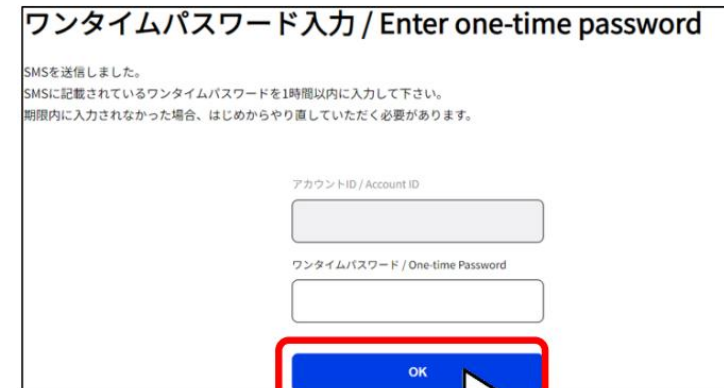 ワンタイムパスワード入力 / Enter one-time password
SMSを送信しました。
SMSに記載されているワンタイムパスワードを1時間以内に入力して下さい。
期限内に入力されなかった場合、はじめからやり直していただく必要があります。
アカウントID / Account ID
ワンタイムパスワード / One-time Password
OK